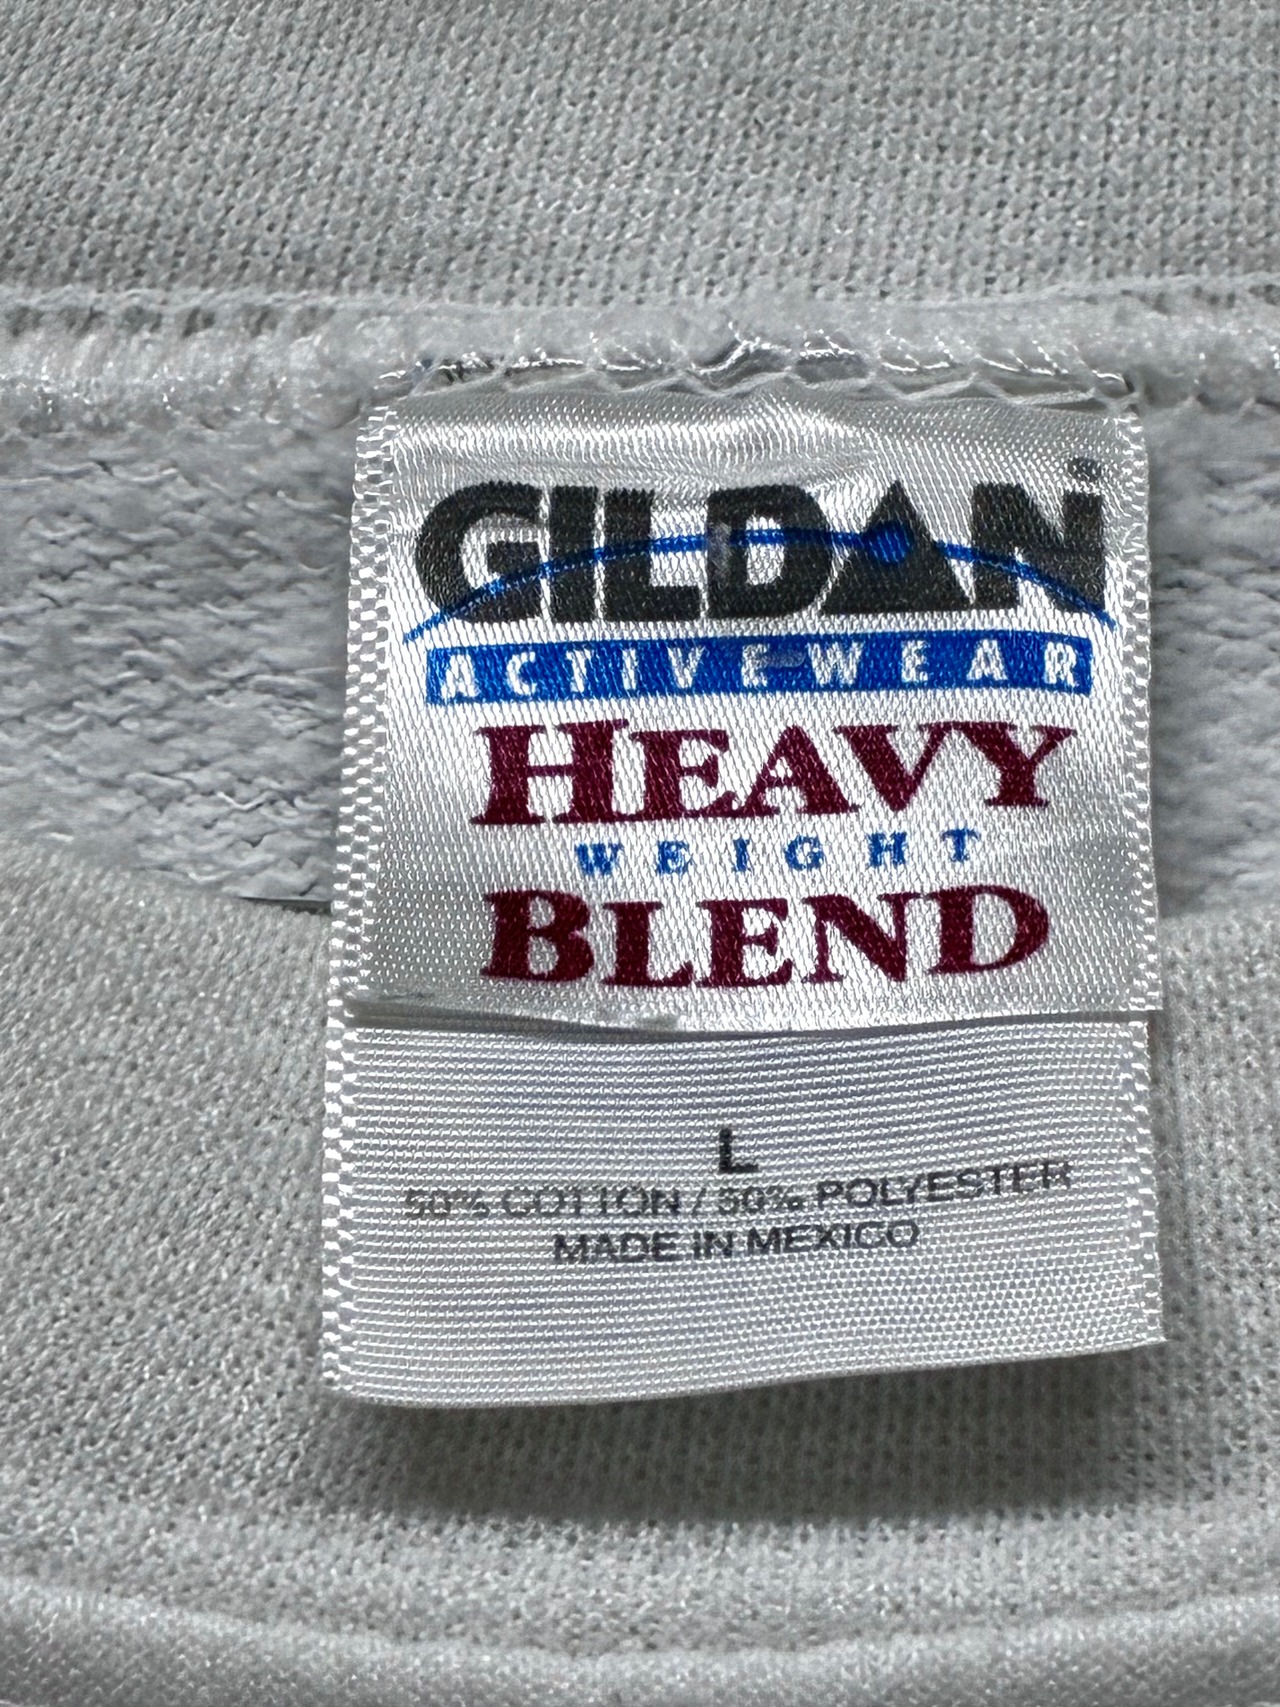 GILDAN
ACTIVEWEAR
HEAVY
WEIGHT
BLEND
L
50% COTTON / 50% POLYESTER
MADE IN MEXICO